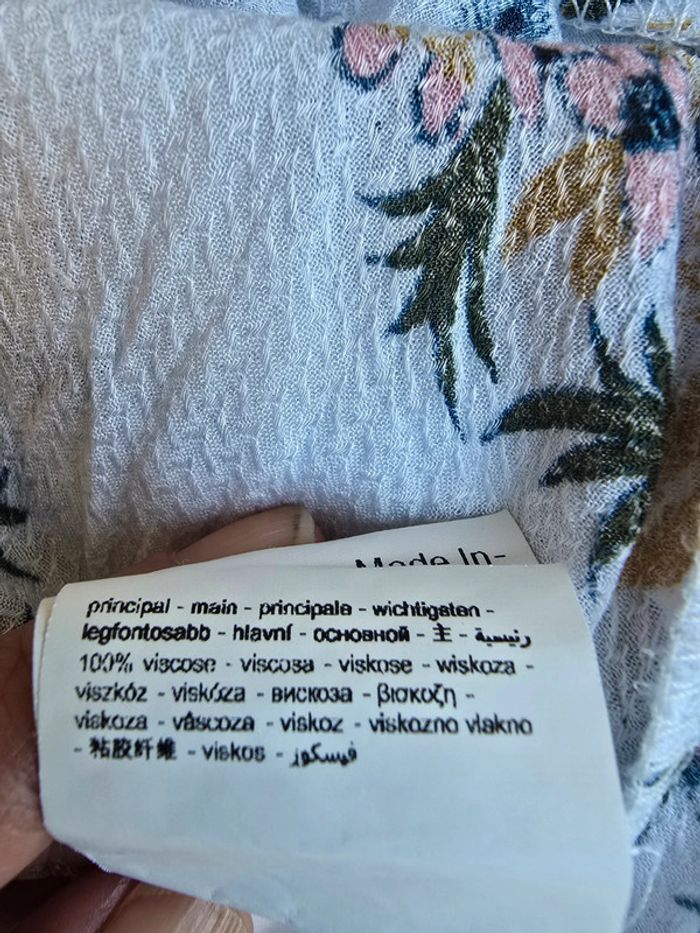 Made In-
principal - main - principale - wichtigsten -
legfontosabb - hlavní - основной - 主 - رئيسية
100% viscose - viscosa - viskose - wiskoza -
viszkóz - viskóza - вискоза - βισκοζη -
viskoza - vâscoza - viskoz - viskozno vlakno
- 粘胶纤维 - viskos - فيسكوز